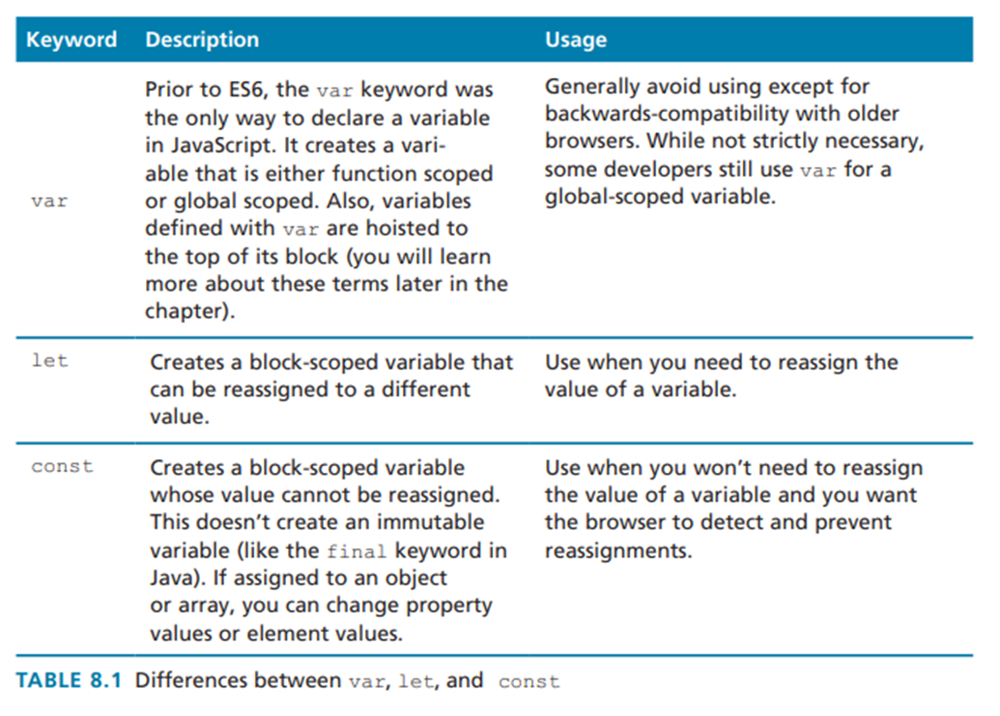 Keyword Description Usage
Prior to ES6, the var keyword was
the only way to declare a variable
in JavaScript. It creates a vari-
able that is either function scoped
or global scoped. Also, variables
defined with var are hoisted to
the top of its block (you will learn
more about these terms later in the
chapter).
var
Generally avoid using except for
backwards-compatibility with older
browsers. While not strictly necessary,
some developers still use var for a
global-scoped variable.
let
Creates a block-scoped variable that
can be reassigned to a different
value.
Use when you need to reassign the
value of a variable.
const
Creates a block-scoped variable
whose value cannot be reassigned.
This doesn’t create an immutable
variable (like the final keyword in
Java). If assigned to an object
or array, you can change property
values or element values.
Use when you won’t need to reassign
the value of a variable and you want
the browser to detect and prevent
reassignments.
TABLE 8.1 Differences between var, let, and const